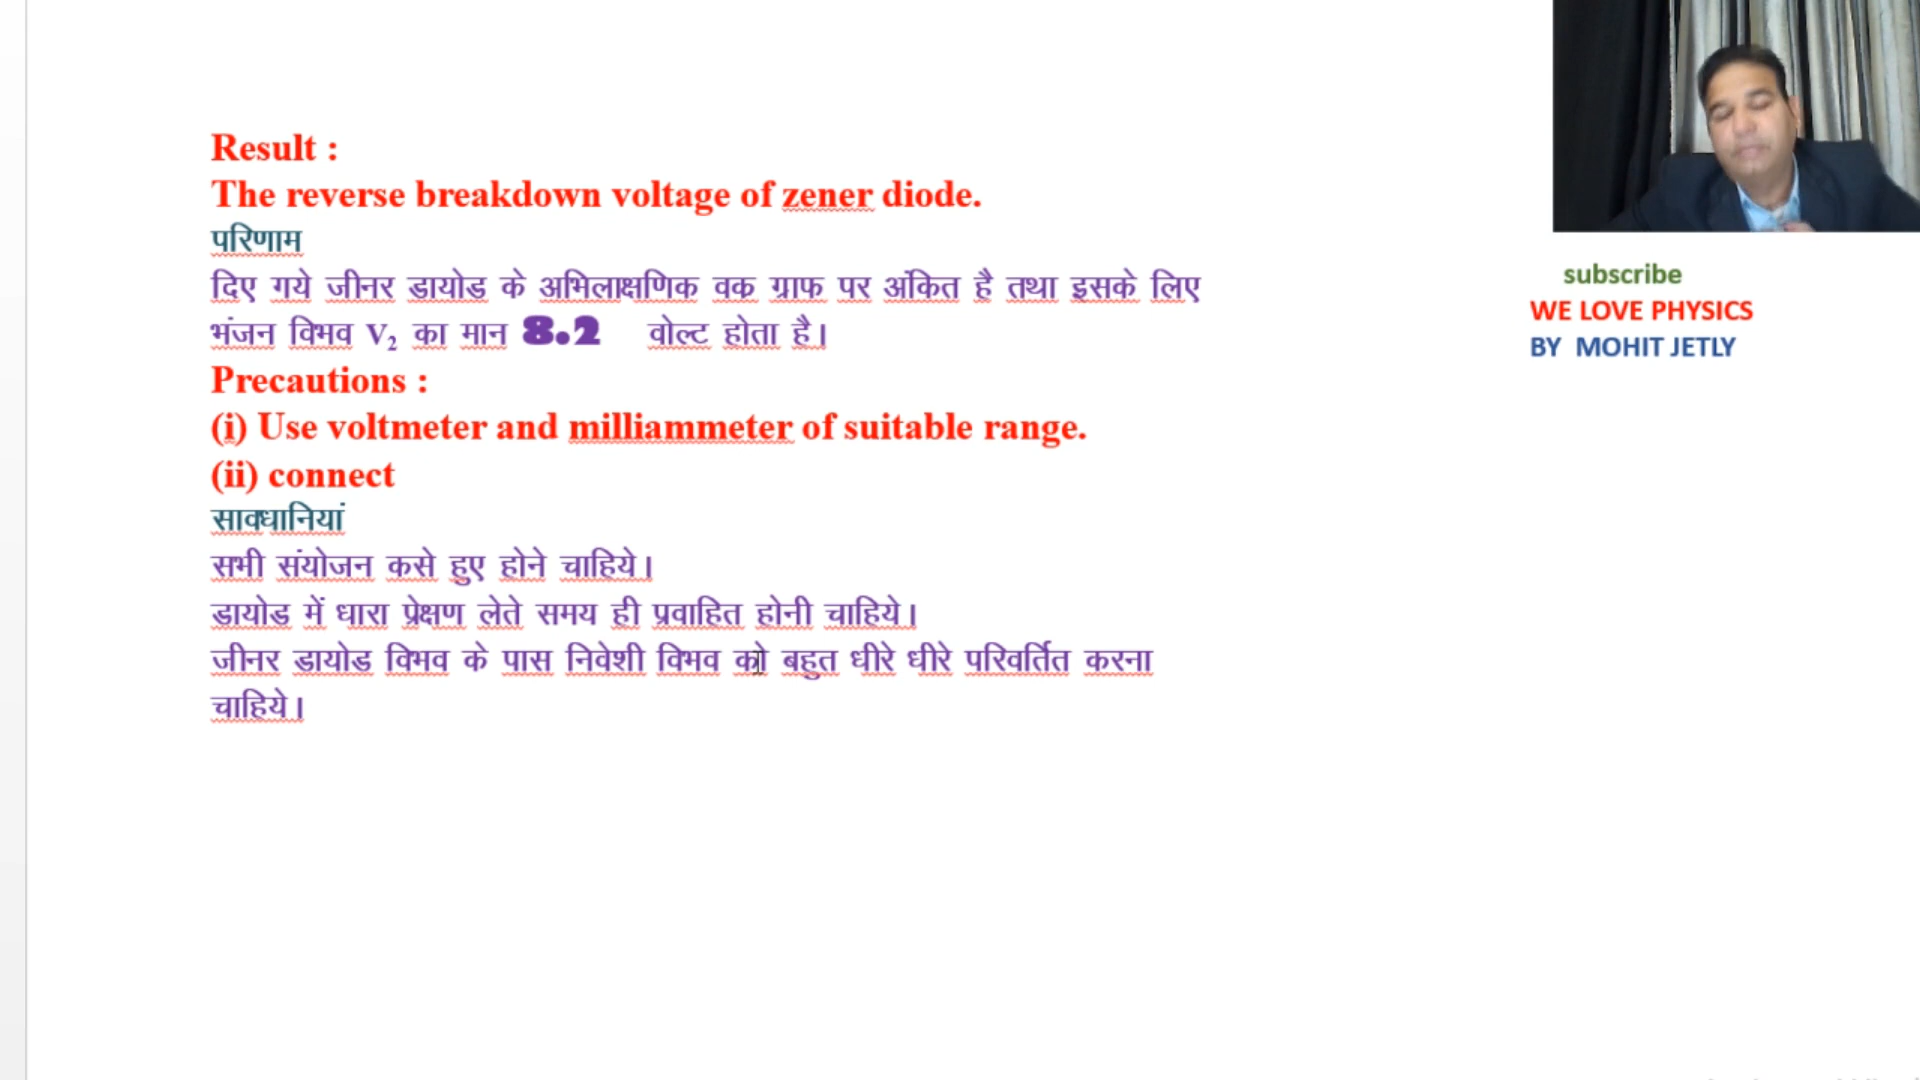 Result :
The reverse breakdown voltage of zener diode.
परिणाम
दिए गये जीनर डायोड के अभिलाक्षणिक वक्र ग्राफ पर अंकित है तथा इसके लिए
भंजन विभव V₂ का मान 8.2 वोल्ट होता है।
Precautions :
(i) Use voltmeter and milliammeter of suitable range.
(ii) connect
सावधानियां
सभी संयोजन कसे हुए होने चाहिये।
डायोड में धारा प्रेक्षण लेते समय ही प्रवाहित होनी चाहिये।
जीनर डायोड विभव के पास निवेशी विभव को बहुत धीरे धीरे परिवर्तित करना
चाहिये।
subscribe
WE LOVE PHYSICS
BY MOHIT JETLY